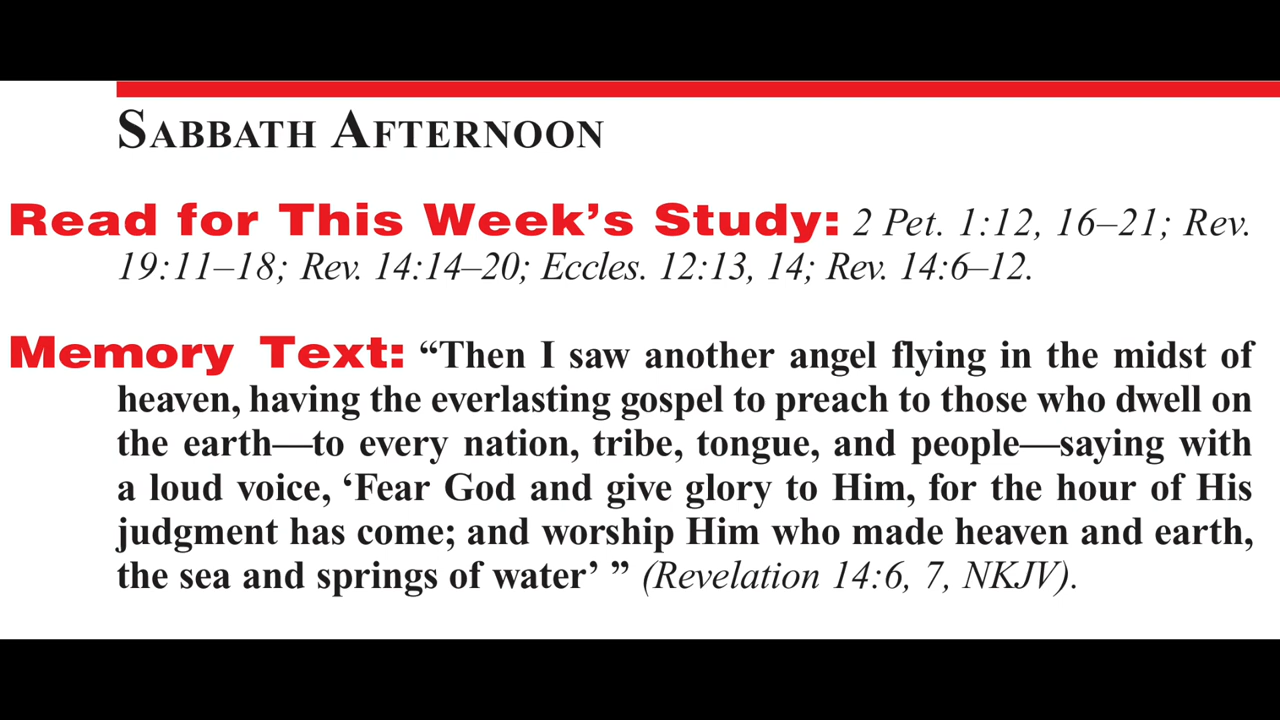 SABBATH AFTERNOON
Read for This Week’s Study: 2 Pet. 1:12, 16–21; Rev.
19:11–18; Rev. 14:14–20; Eccles. 12:13, 14; Rev. 14:6–12.
Memory Text: “Then I saw another angel flying in the midst of
heaven, having the everlasting gospel to preach to those who dwell on
the earth—to every nation, tribe, tongue, and people—saying with
a loud voice, ‘Fear God and give glory to Him, for the hour of His
judgment has come; and worship Him who made heaven and earth,
the sea and springs of water’ ” (Revelation 14:6, 7, NKJV).